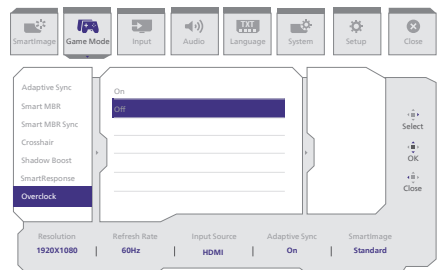 SmartImage Game Mode Input Audio Language System Setup Close
TXT
Adaptive Sync
Smart MBR
Smart MBR Sync
Crosshair
Shadow Boost
SmartResponse
Overclock
On
Off
Select
OK
Close
Resolution Refresh Rate Input Source Adaptive Sync SmartImage
1920X1080 | 60Hz | HDMI | On | Standard